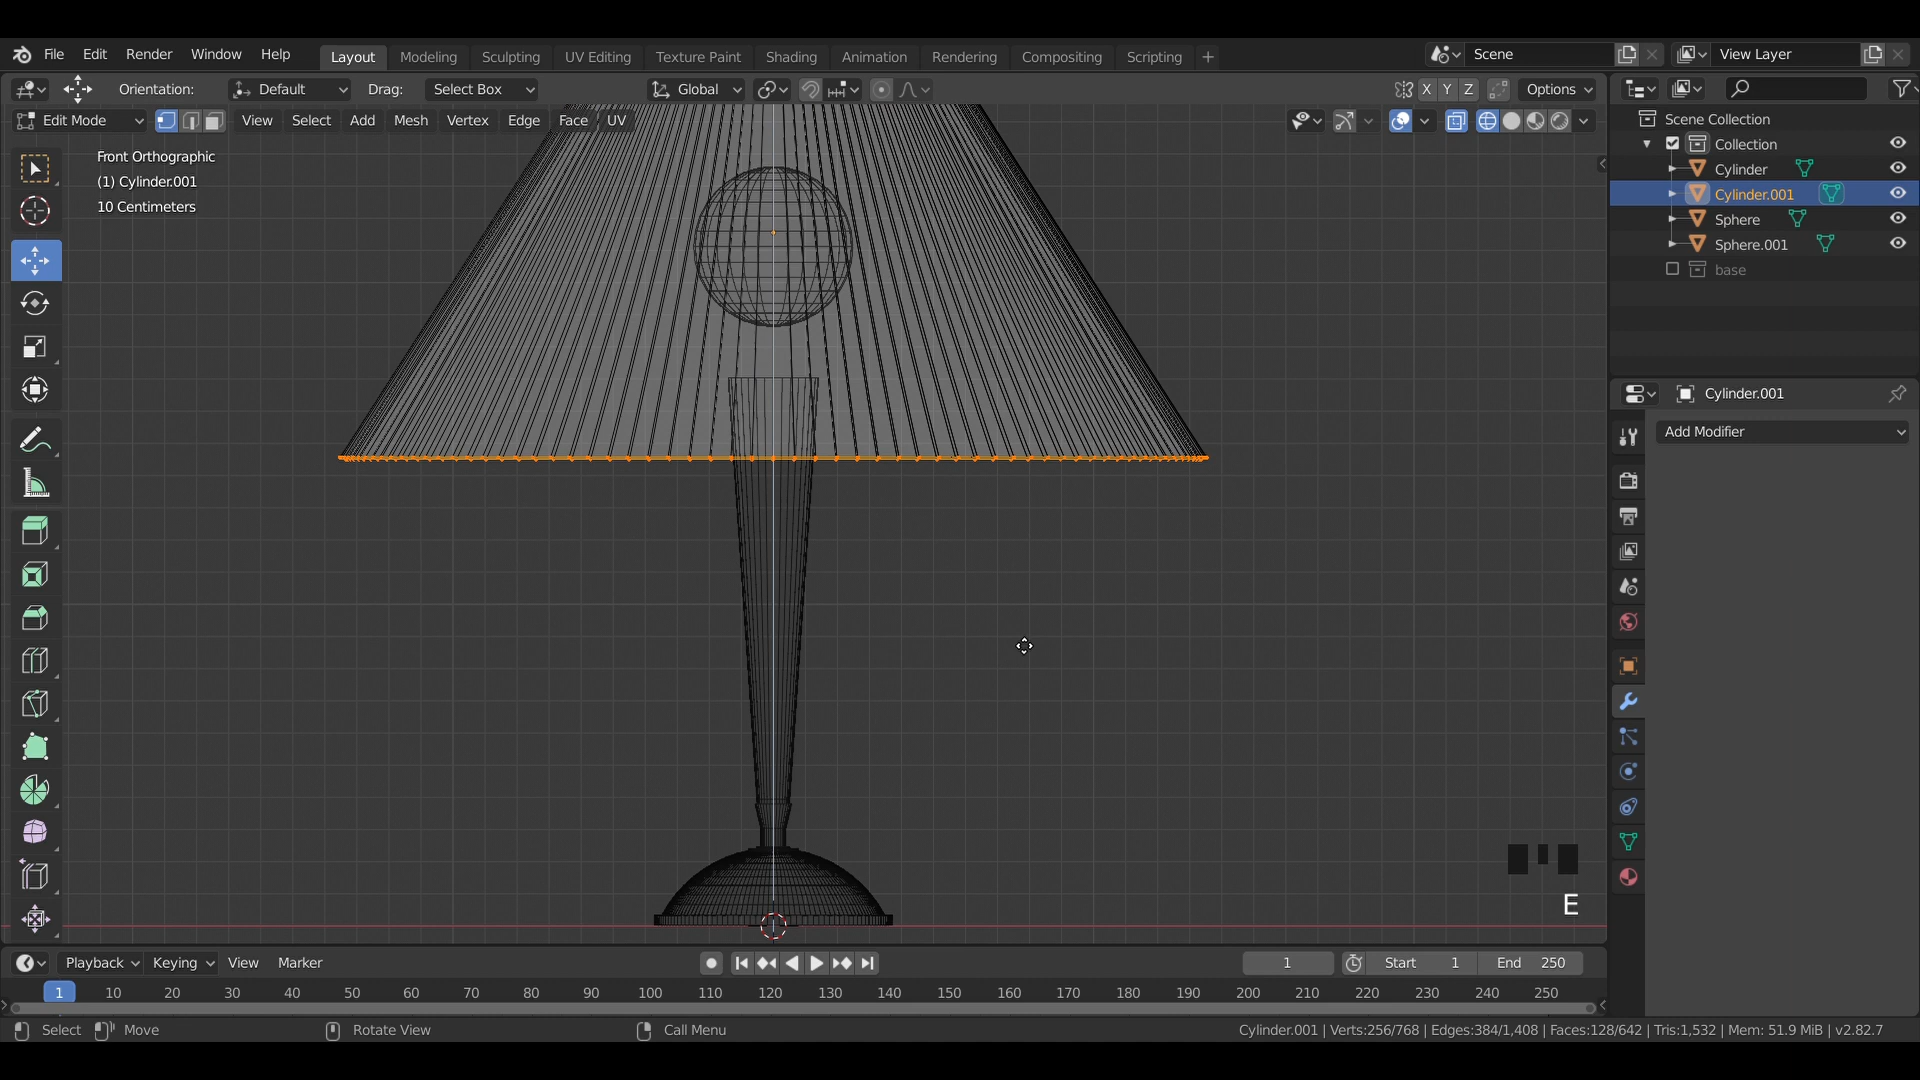 File Edit Render Window Help Layout Modeling Sculpting UV Editing Texture Paint Shading Animation Rendering Compositing Scripting + Scene View Layer
Orientation: Default Drag: Select Box Global X Y Z Options
Edit Mode View Select Add Mesh Vertex Edge Face UV
Front Orthographic
(1) Cylinder.001
10 Centimeters
Scene Collection
Collection
Cylinder
Cylinder.001
Sphere
Sphere.001
base
Cylinder.001
Add Modifier
E
Playback Keying View Marker 1 Start 1 End 250
1 10 20 30 40 50 60 70 80 90 100 110 120 130 140 150 160 170 180 190 200 210 220 230 240 250
Select Move Rotate View Call Menu Cylinder.001 | Verts:256/768 | Edges:384/1,408 | Faces:128/642 | Tris:1,532 | Mem: 51.9 MiB | v2.82.7